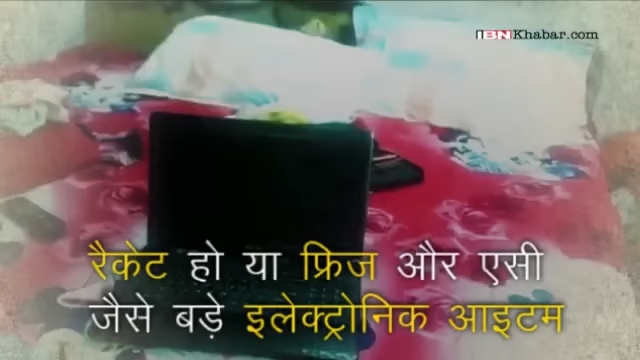 IBNKhabar.com
रैकेट हो या फ्रिज और एसी
जैसे बड़े इलेक्ट्रोनिक आइटम